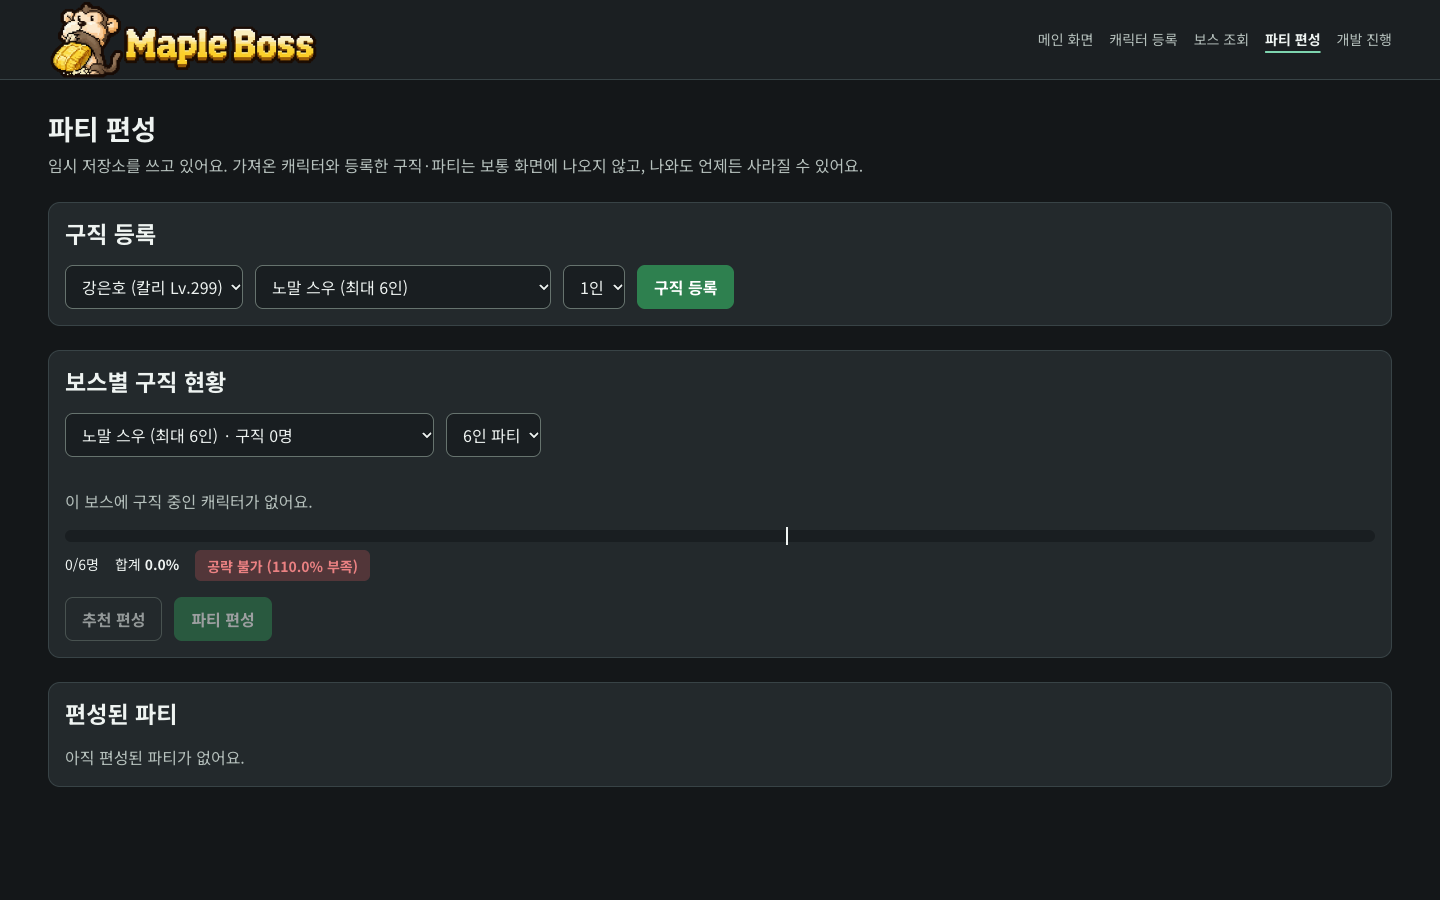 Maple Boss
메인 화면 캐릭터 등록 보스 조회 파티 편성 개발 진행
파티 편성
임시 저장소를 쓰고 있어요. 가져온 캐릭터와 등록한 구직·파티는 보통 화면에 나오지 않고, 나와도 언제든 사라질 수 있어요.
구직 등록
강은호 (칼리 Lv.299) 노말 스우 (최대 6인) 1인 구직 등록
보스별 구직 현황
노말 스우 (최대 6인) · 구직 0명 6인 파티
이 보스에 구직 중인 캐릭터가 없어요.
0/6명 합계 0.0% 공략 불가 (110.0% 부족)
추천 편성 파티 편성
편성된 파티
아직 편성된 파티가 없어요.